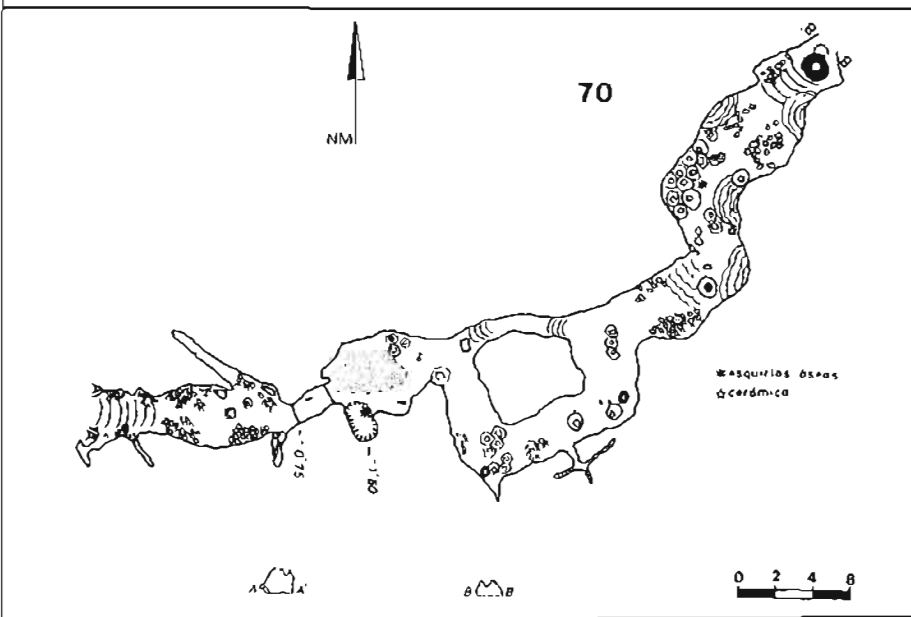 B
B
70
NM
* esquirlas óseas
☆ cerámica
-0'75
-1'80
A A'
B B'
0 2 4 8